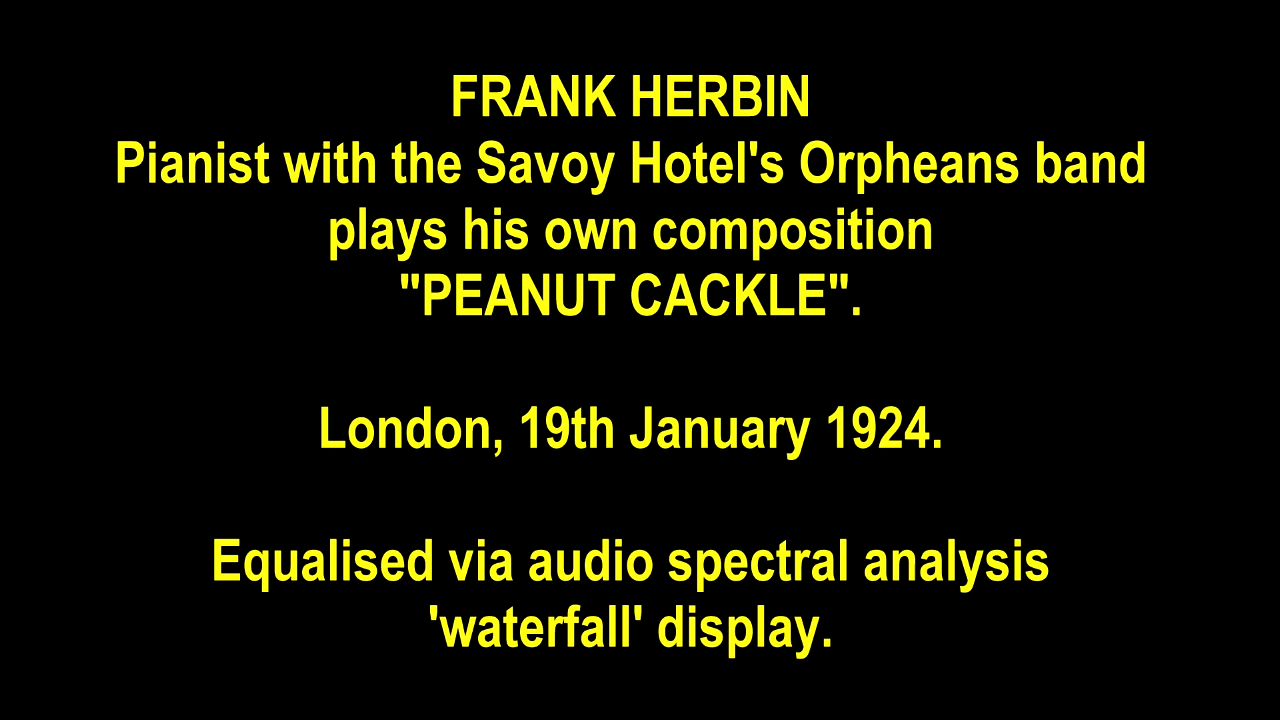 FRANK HERBIN
Pianist with the Savoy Hotel's Orpheans band
plays his own composition
"PEANUT CACKLE".
London, 19th January 1924.
Equalised via audio spectral analysis
'waterfall' display.